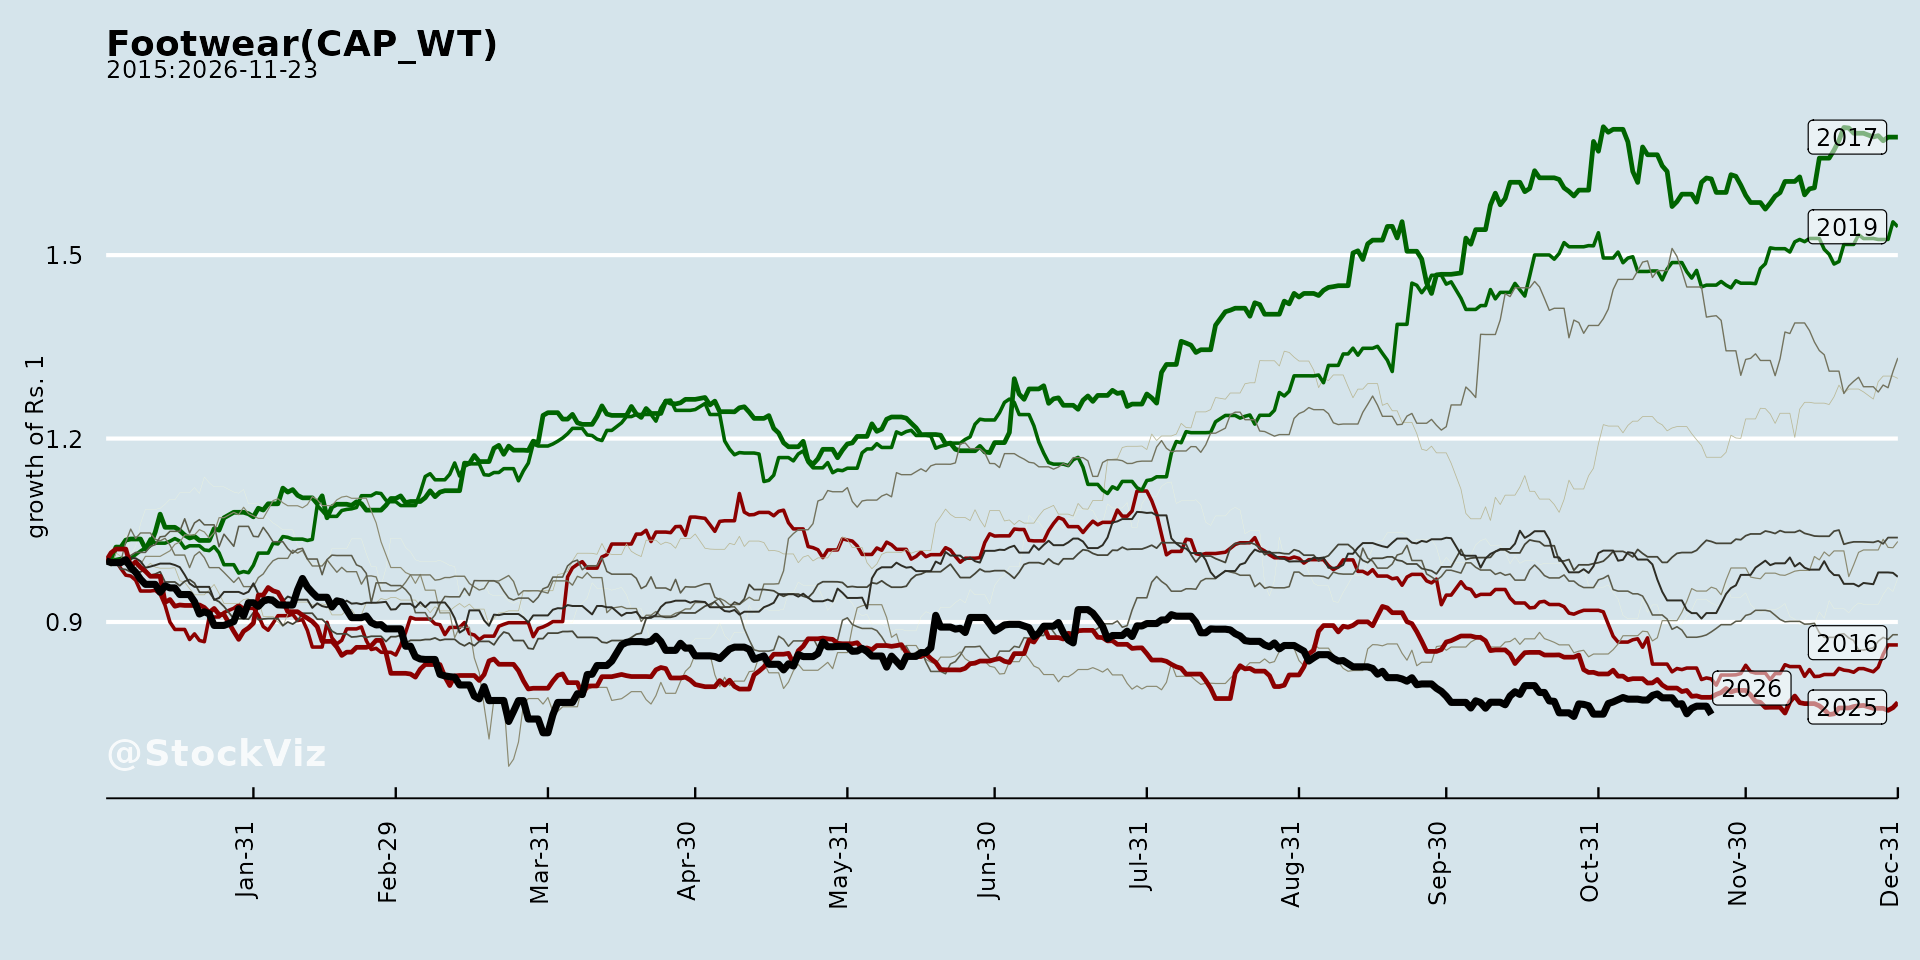 Footwear(CAP_WT)
2015:2026-11-23
2017
2019
1.5
1.2
growth of Rs. 1
0.9
2016
2026
2025
@StockViz
Jan-31
Feb-29
Mar-31
Apr-30
May-31
Jun-30
Jul-31
Aug-31
Sep-30
Oct-31
Nov-30
Dec-31